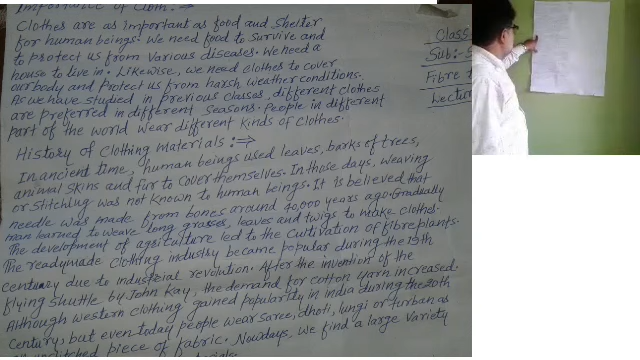 Importance of Cloth :⇒
Clothes are as important as food and Shelter
for human beings. We need food to Survive and
to protect us from Various diseases. We need a
house to live in. Likewise, we need clothes to cover
our body and Protect us from harsh weather conditions.
As we have studied in previous classes, different clothes
are preferred in different seasons. People in different
part of the world wear different kinds of clothes.
History of Clothing Materials :⇒
In ancient time, human beings used leaves, barks of trees,
animal skins and fur to cover themselves. In those days, weaving
or stitching was not known to human beings. It is believed that
needle was made from bones around 40,000 years ago. Gradually
man learned to weave long grasses, leaves and twigs to make clothes.
The development of agriculture led to the Cultivation of fibre plants.
The readymade clothing industry became popular during the 19th
century due to industrial revolution. After the invention of the
flying shuttle by John Kay, the demand for cotton yarn increased.
Although western clothing gained popularity in India during the 20th
century, but even today people wear saree, dhoti, lungi or turban as
piece of fabric. Nowdays, we find a large variety
Class
Sub:- S
Fibre t
Lectur